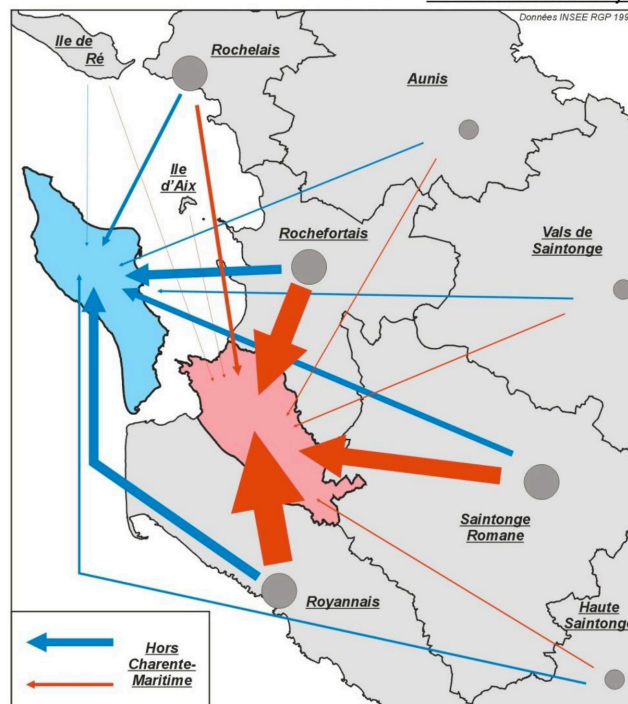 Données INSEE RGP 199
Ile de
Ré
Rochelais
Aunis
Ile
d'Aix
Rochefortais
Vals de
Saintonge
Saintonge
Romane
Royannais
Haute
Saintonge
Hors
Charente-
Maritime